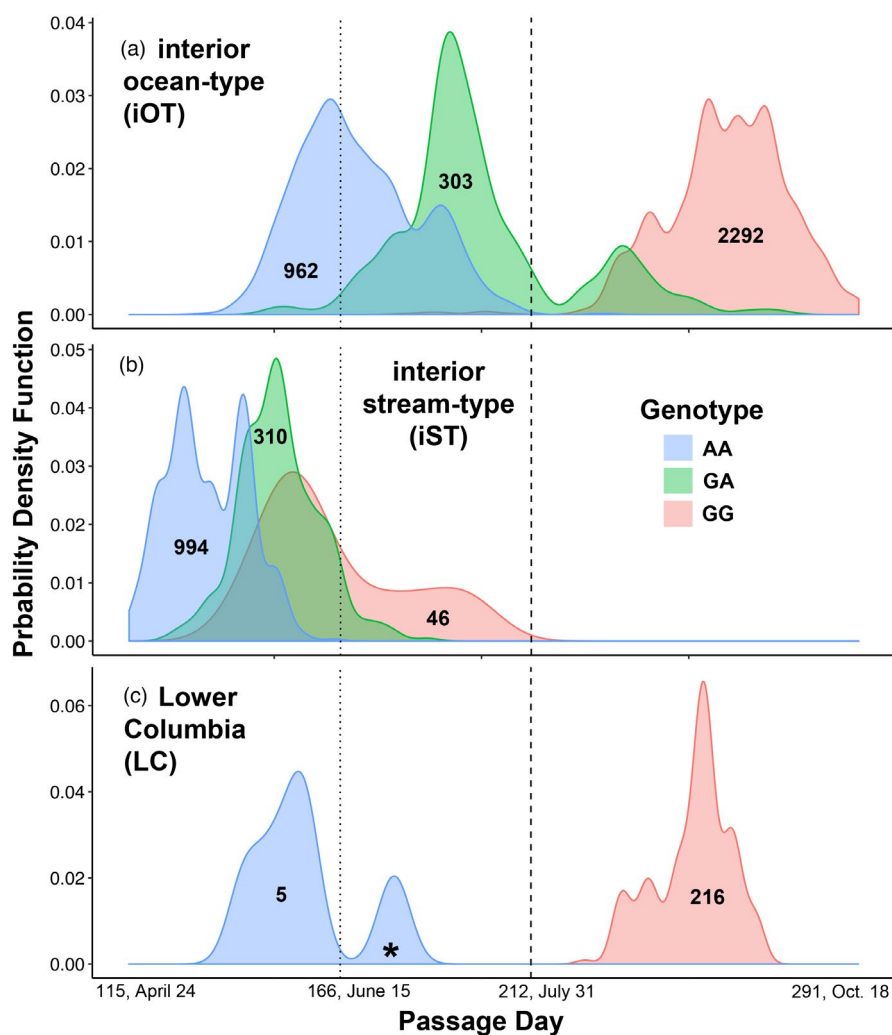 0.04
(a) interior
ocean-type
(iOT)
0.03
303
0.02
2292
962
0.01
0.00
0.05
(b)
interior
stream-type
(iST)
0.04
310
Genotype
AA
GA
GG
0.03
0.02
994
0.01
46
0.00
(c) Lower
Columbia
(LC)
0.06
0.04
5
216
0.02
*
0.00
Prbability Density Function
115, April 24 166, June 15 212, July 31 291, Oct. 18
Passage Day